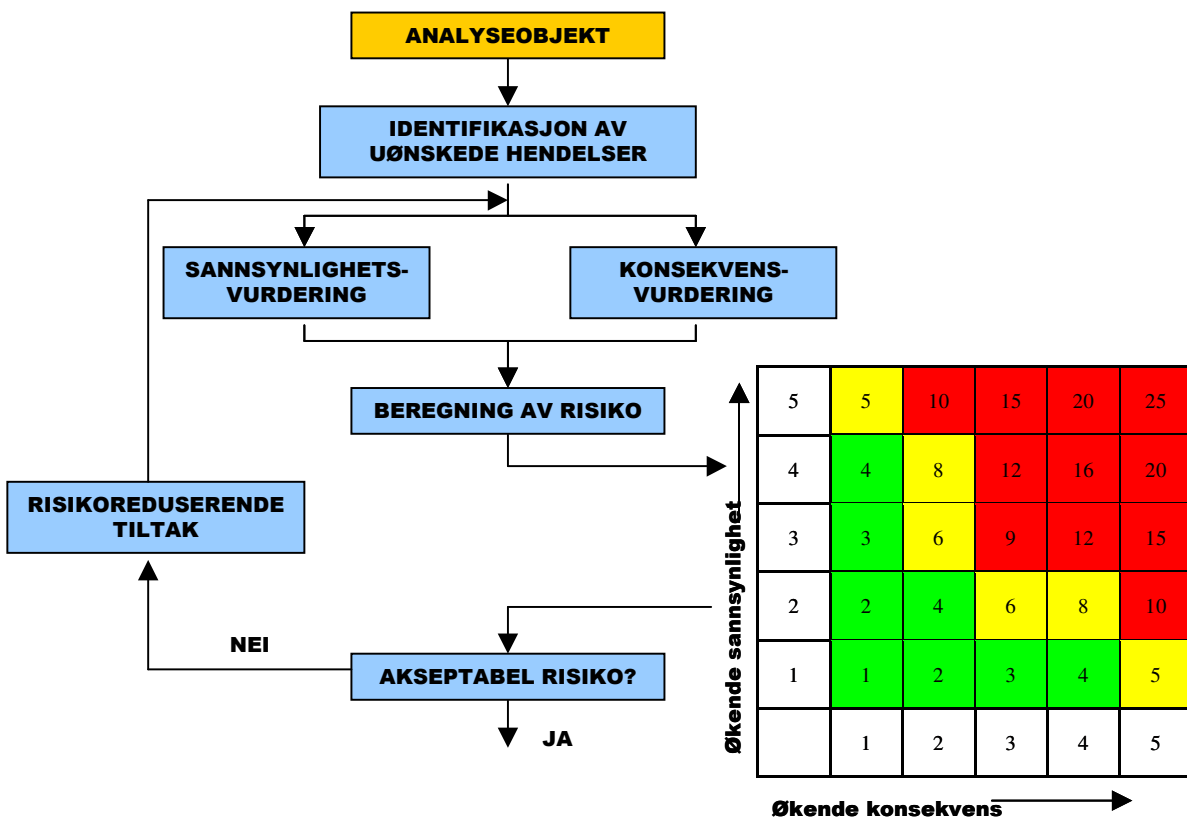 ANALYSEOBJEKT
IDENTIFIKASJON AV
UØNSKEDE HENDELSER
SANNSYNLIGHETS-
VURDERING
KONSEKVENS-
VURDERING
BEREGNING AV RISIKO
RISIKOREDUSERENDE
TILTAK
NEI
AKSEPTABEL RISIKO?
JA
Økende sannsynlighet
5 5 10 15 20 25
4 4 8 12 16 20
3 3 6 9 12 15
2 2 4 6 8 10
1 1 2 3 4 5
1 2 3 4 5
Økende konsekvens